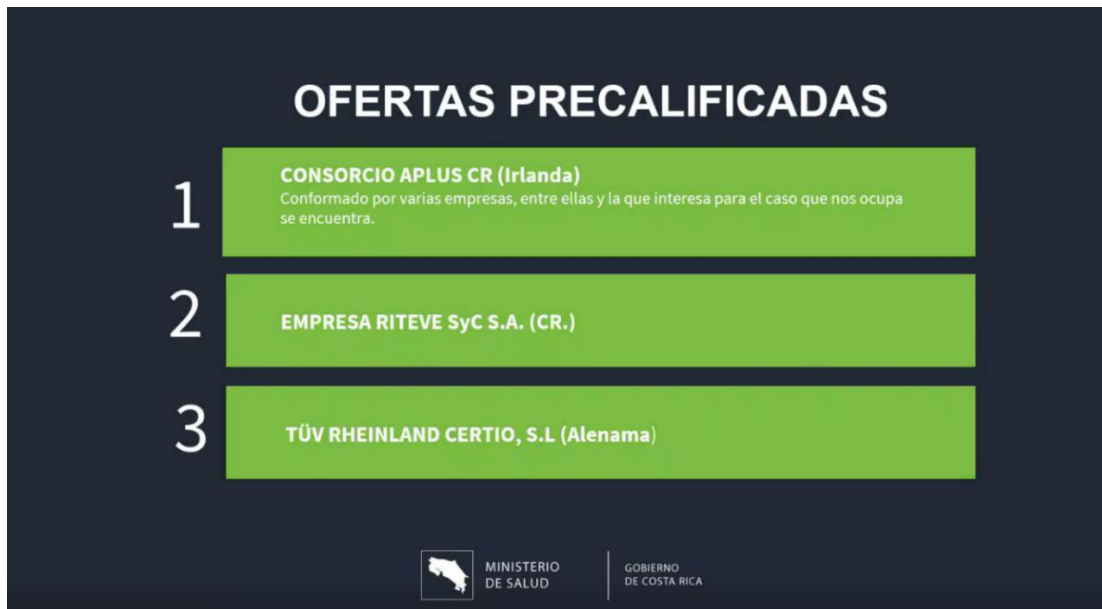 OFERTAS PRECALIFICADAS
1
CONSORCIO APLUS CR (Irlanda)
Conformado por varias empresas, entre ellas y la que interesa para el caso que nos ocupa
se encuentra.
2
EMPRESA RITEVE SyC S.A. (CR.)
3
TÜV RHEINLAND CERTIO, S.L (Alenama)
MINISTERIO
DE SALUD
GOBIERNO
DE COSTA RICA